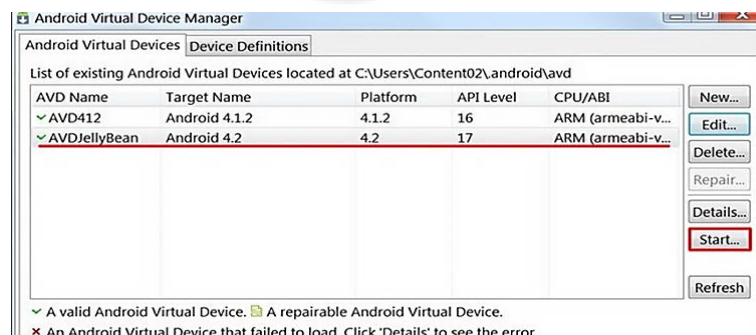 Android Virtual Device Manager
Android Virtual Devices Device Definitions
List of existing Android Virtual Devices located at C:\Users\Content02\.android\avd
AVD Name Target Name Platform API Level CPU/ABI New...
AVD412 Android 4.1.2 4.1.2 16 ARM (armeabi-v... Edit...
AVDJellyBean Android 4.2 4.2 17 ARM (armeabi-v... Delete...
Repair...
Details...
Start...
Refresh
A valid Android Virtual Device. A repairable Android Virtual Device.
An Android Virtual Device that failed to load. Click 'Details' to see the error.